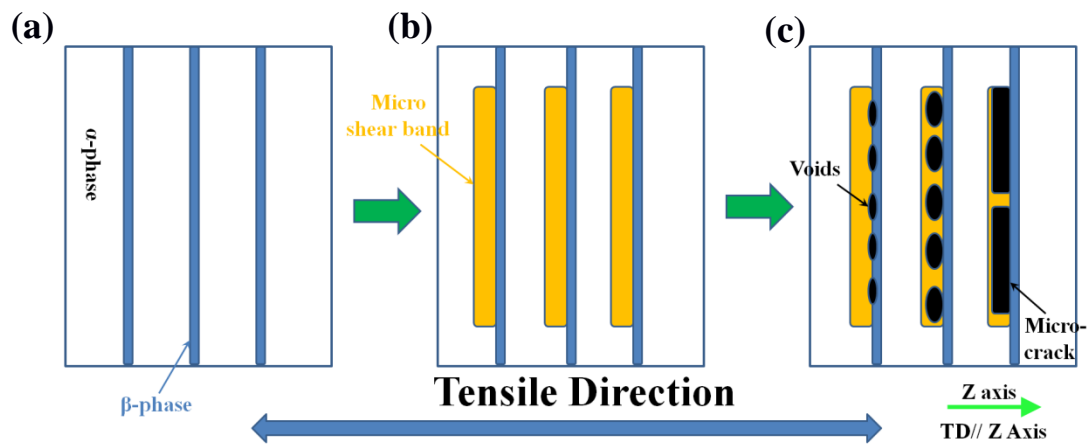 (a)
(b)
(c)
α-phase
β-phase
Micro
shear band
Voids
Micro-
crack
Tensile Direction
Z axis
TD// Z Axis